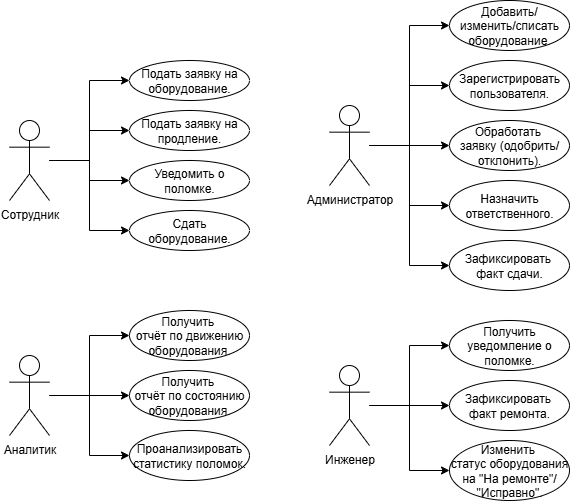 Подать заявку на
оборудование.
Подать заявку на
продление.
Уведомить о
поломке.
Сдать
оборудование.
Сотрудник
Добавить/
изменить/списать
оборудование
Зарегистрировать
пользователя.
Обработать
заявку (одобрить/
отклонить).
Назначить
ответственного.
Зафиксировать
факт сдачи.
Администратор
Получить
отчёт по движению
оборудования
Получить
отчёт по состоянию
оборудования
Проанализировать
статистику поломок.
Аналитик
Получить
уведомление о
поломке.
Зафиксировать
факт ремонта.
Изменить
статус оборудования
на "На ремонте"/
"Исправно"
Инженер